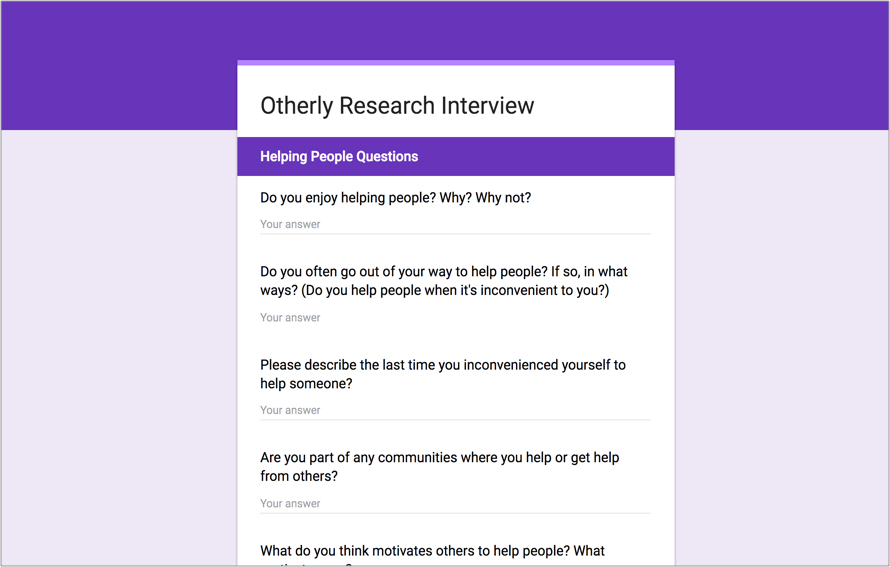 Otherly Research Interview
Helping People Questions
Do you enjoy helping people? Why? Why not?
Your answer
Do you often go out of your way to help people? If so, in what
ways? (Do you help people when it's inconvenient to you?)
Your answer
Please describe the last time you inconvenienced yourself to
help someone?
Your answer
Are you part of any communities where you help or get help
from others?
Your answer
What do you think motivates others to help people? What